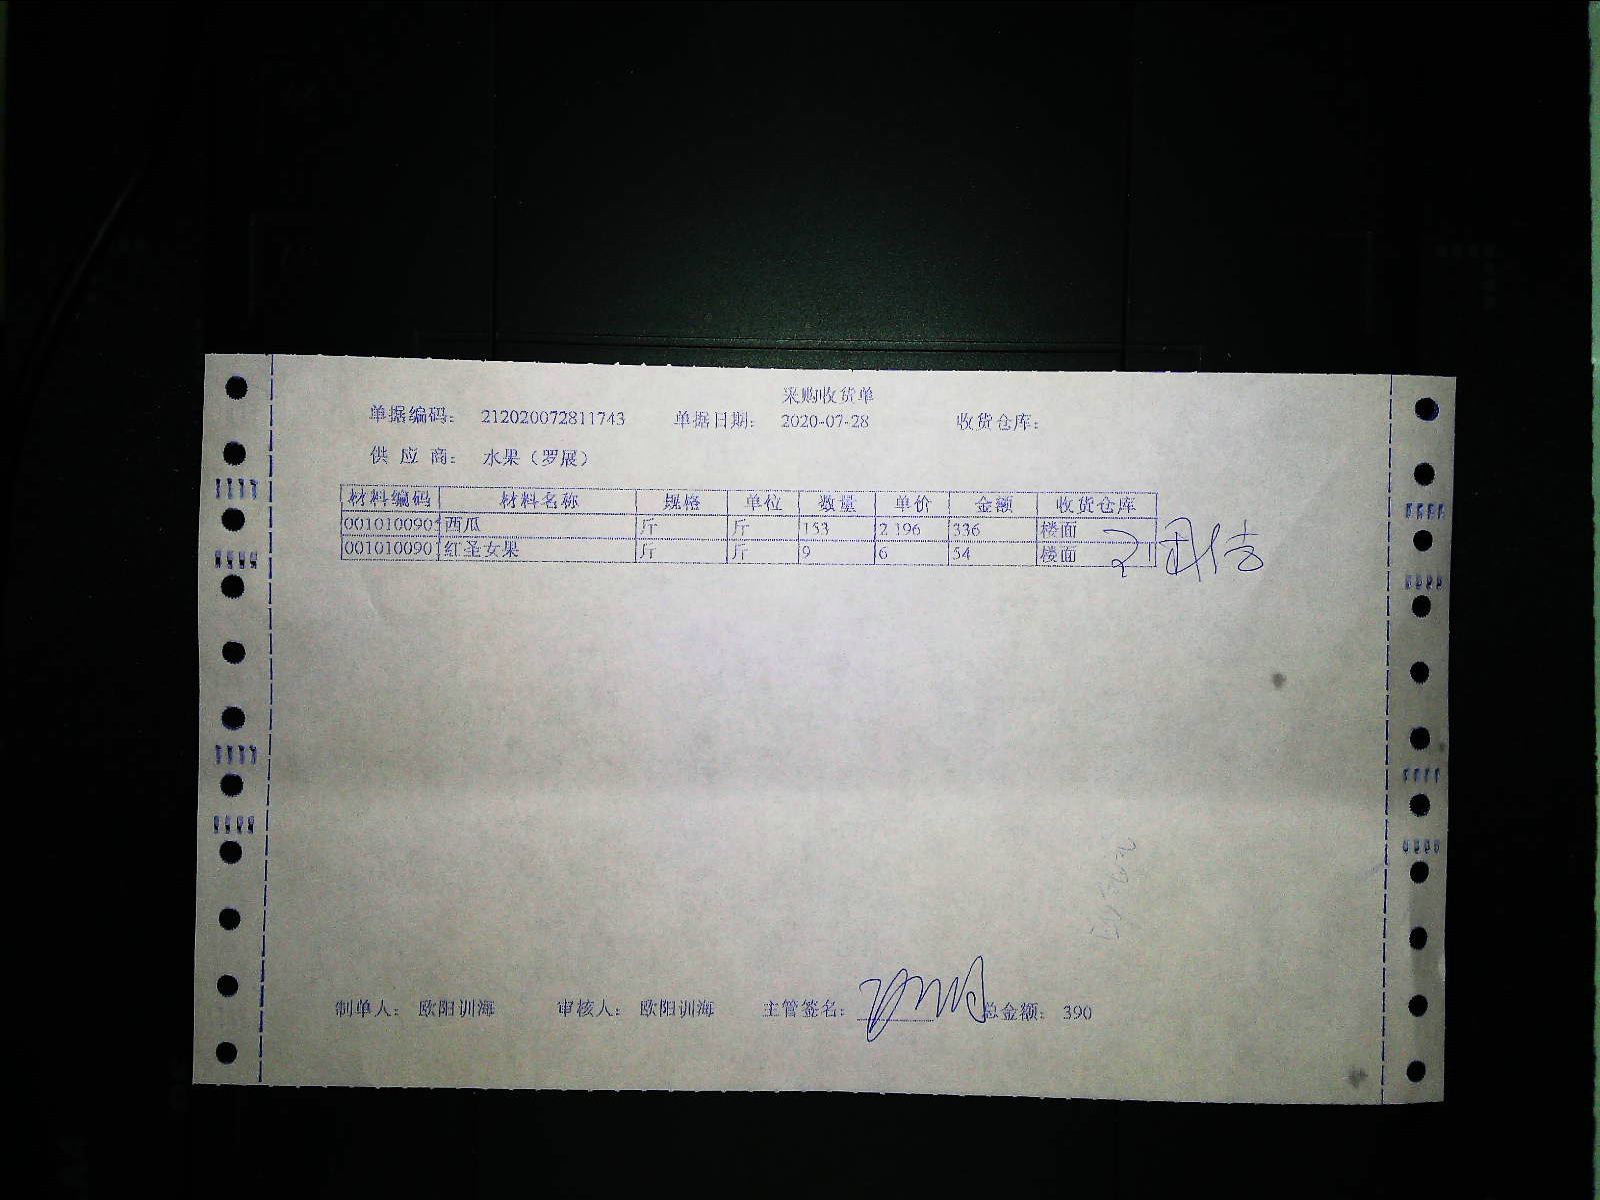 采购收货单
单据编码: 212020072811743 单据日期: 2020-07-28 收货仓库:
供 应 商: 水果（罗展）
材料编码 材料名称 规格 单位 数量 单价 金额 收货仓库
001010090 西瓜 斤 斤 153 2.196 336 楼面
001010090 红圣女果 斤 斤 9 6 54 楼面
制单人: 欧阳训海 审核人: 欧阳训海 主管签名: 总金额: 390